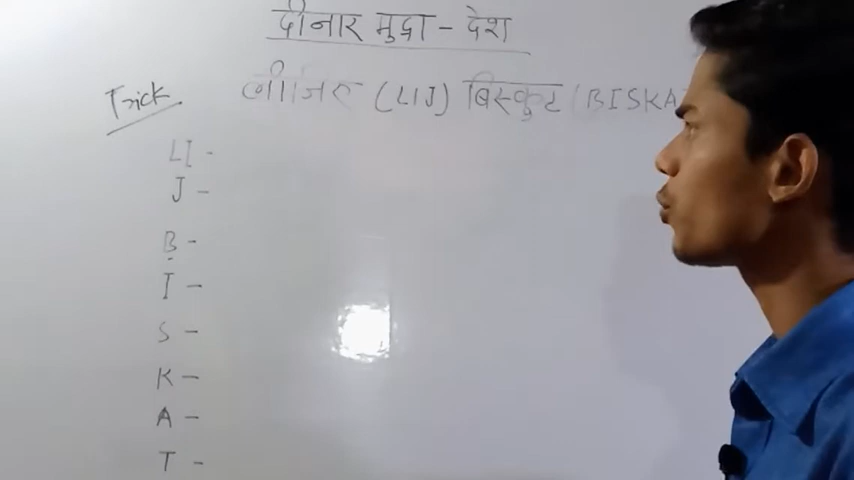 दीनार मुद्रा - देश
Trick लीजिए (LIJ) बिस्कुट (BISKA
LI -
J -
B -
I -
S -
K -
A -
T -